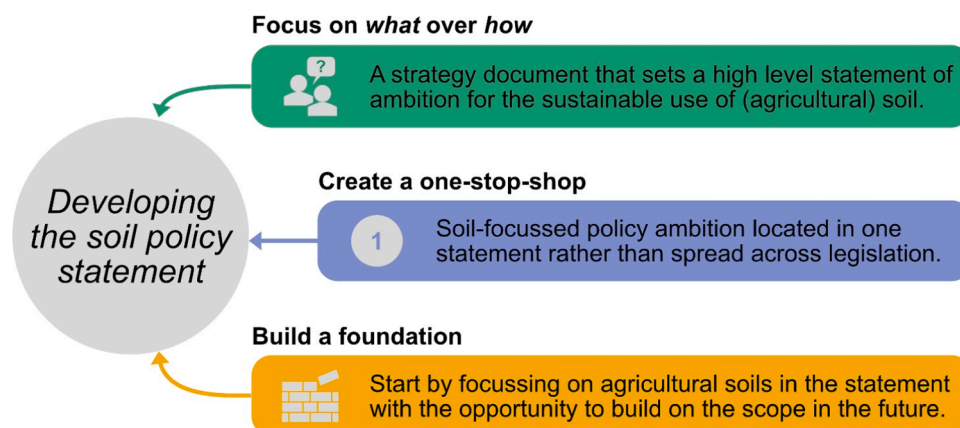 Focus on what over how
?
A strategy document that sets a high level statement of
ambition for the sustainable use of (agricultural) soil.
Developing
the soil policy
statement
Create a one-stop-shop
1
Soil-focussed policy ambition located in one
statement rather than spread across legislation.
Build a foundation
Start by focussing on agricultural soils in the statement
with the opportunity to build on the scope in the future.